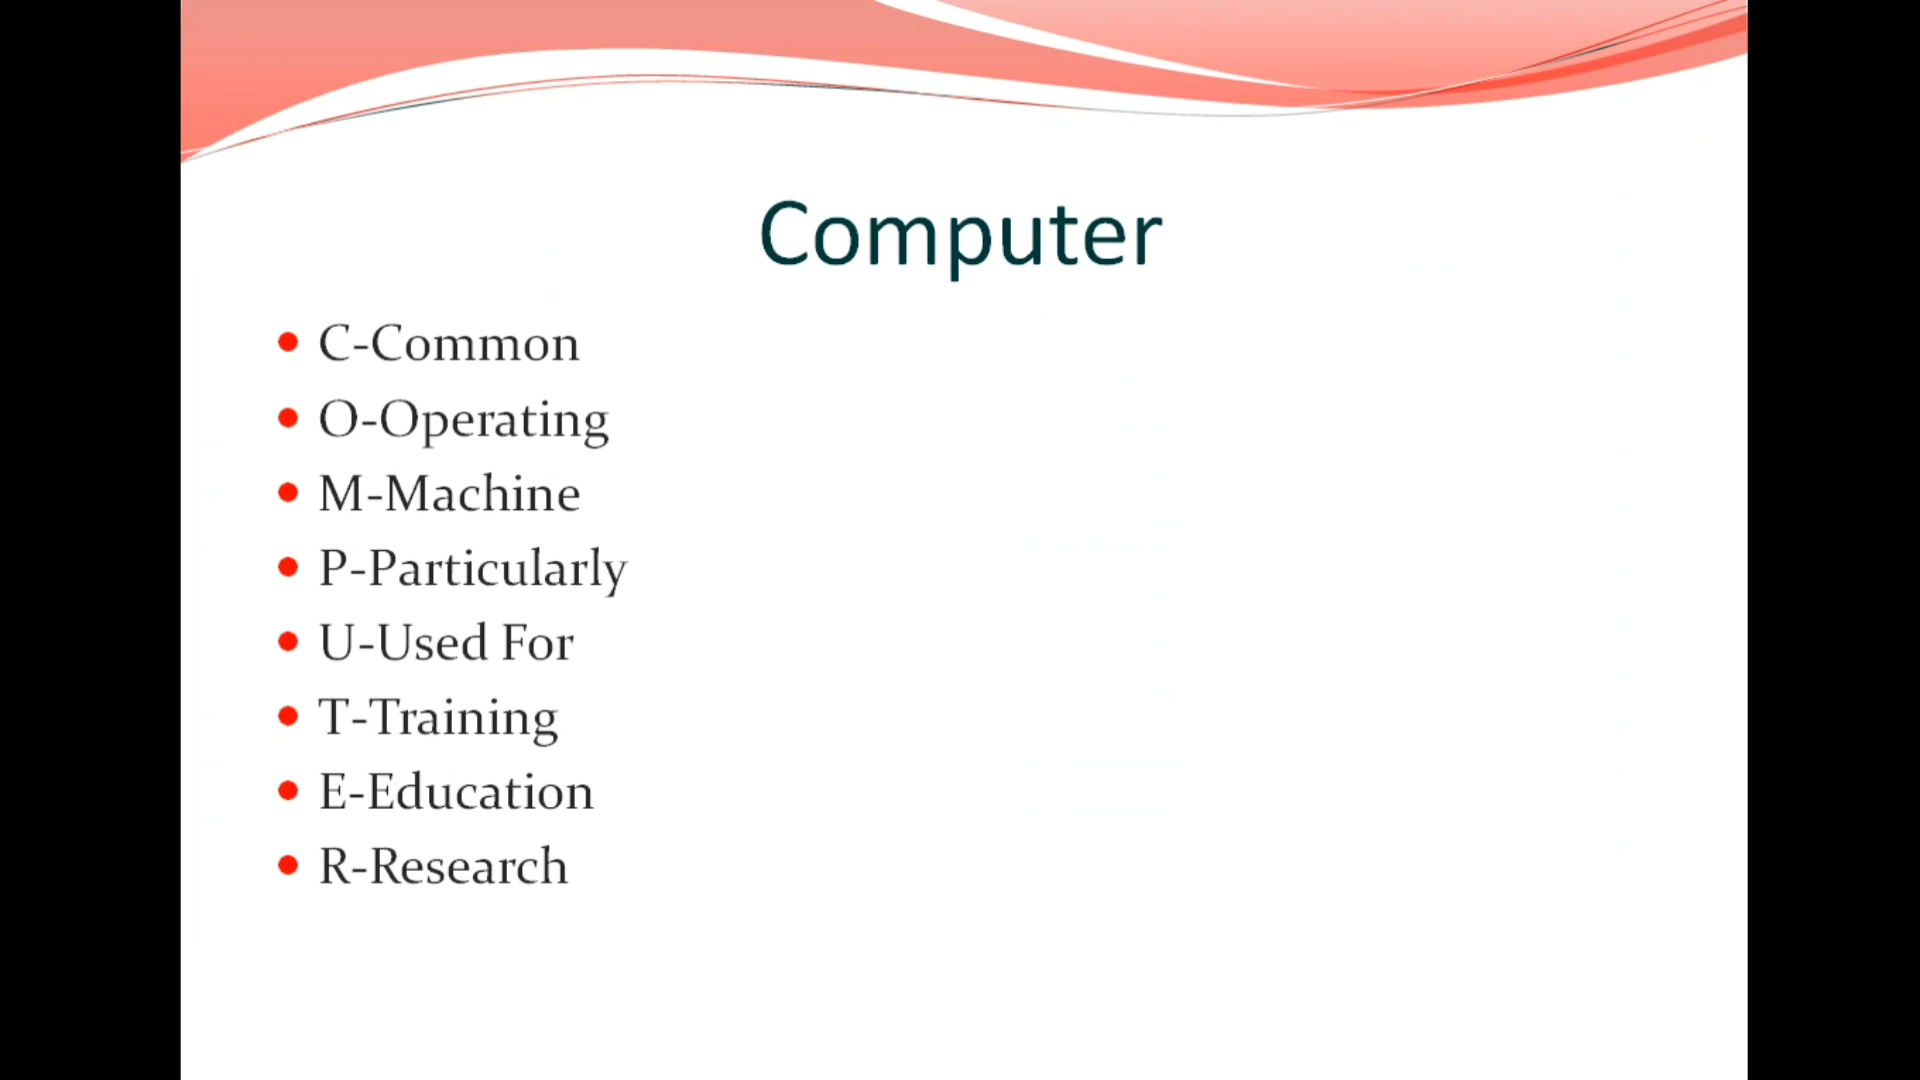 Computer
C-Common
O-Operating
M-Machine
P-Particularly
U-Used For
T-Training
E-Education
R-Research